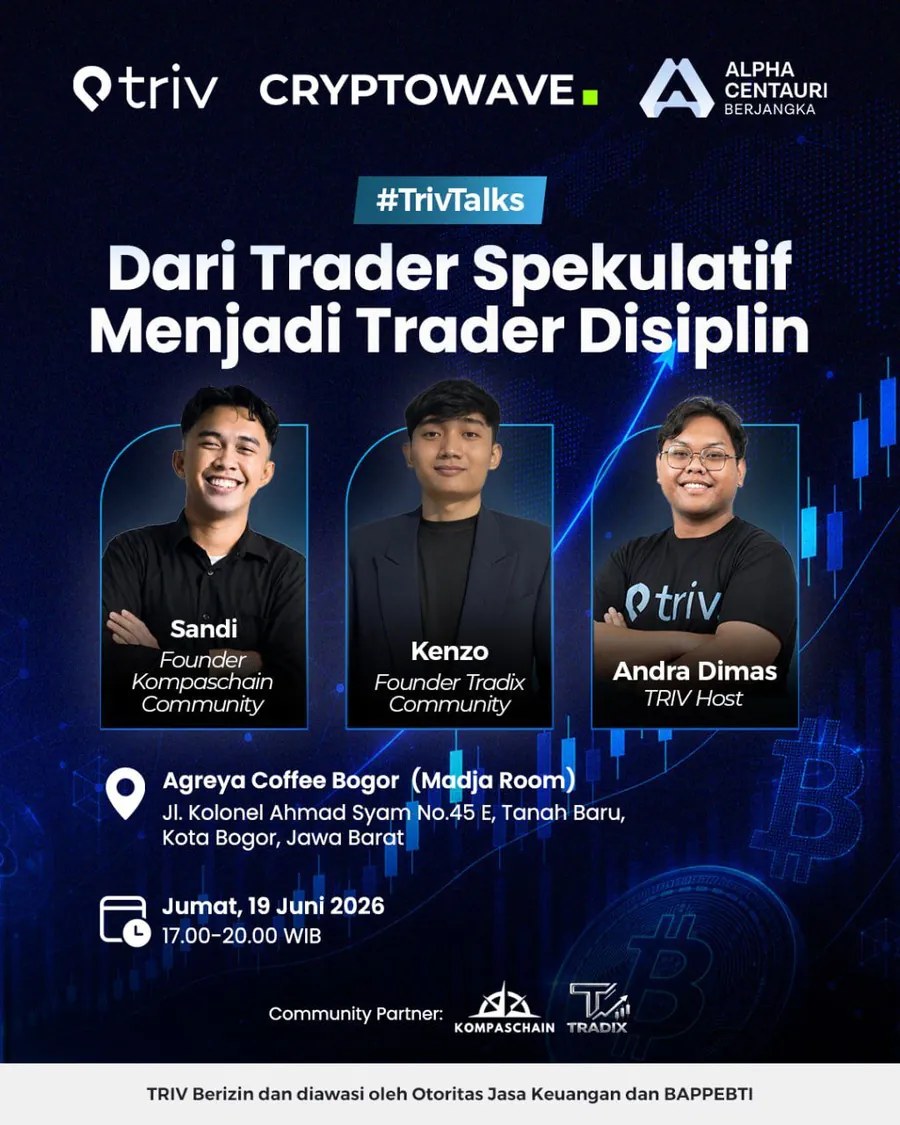 triv CRYPTOWAVE. ALPHA
CENTAURI
BERJANGKA
#TrivTalks
Dari Trader Spekulatif
Menjadi Trader Disiplin
triv
Sandi
Founder
Kompaschain
Community
Kenzo
Founder Tradix
Community
Andra Dimas
TRIV Host
Agreya Coffee Bogor (Madja Room)
Jl. Kolonel Ahmad Syam No.45 E, Tanah Baru,
Kota Bogor, Jawa Barat
Jumat, 19 Juni 2026
17.00-20.00 WIB
Community Partner:
KOMPASCHAIN
TRADIX
TRIV Berizin dan diawasi oleh Otoritas Jasa Keuangan dan BAPPEBTI